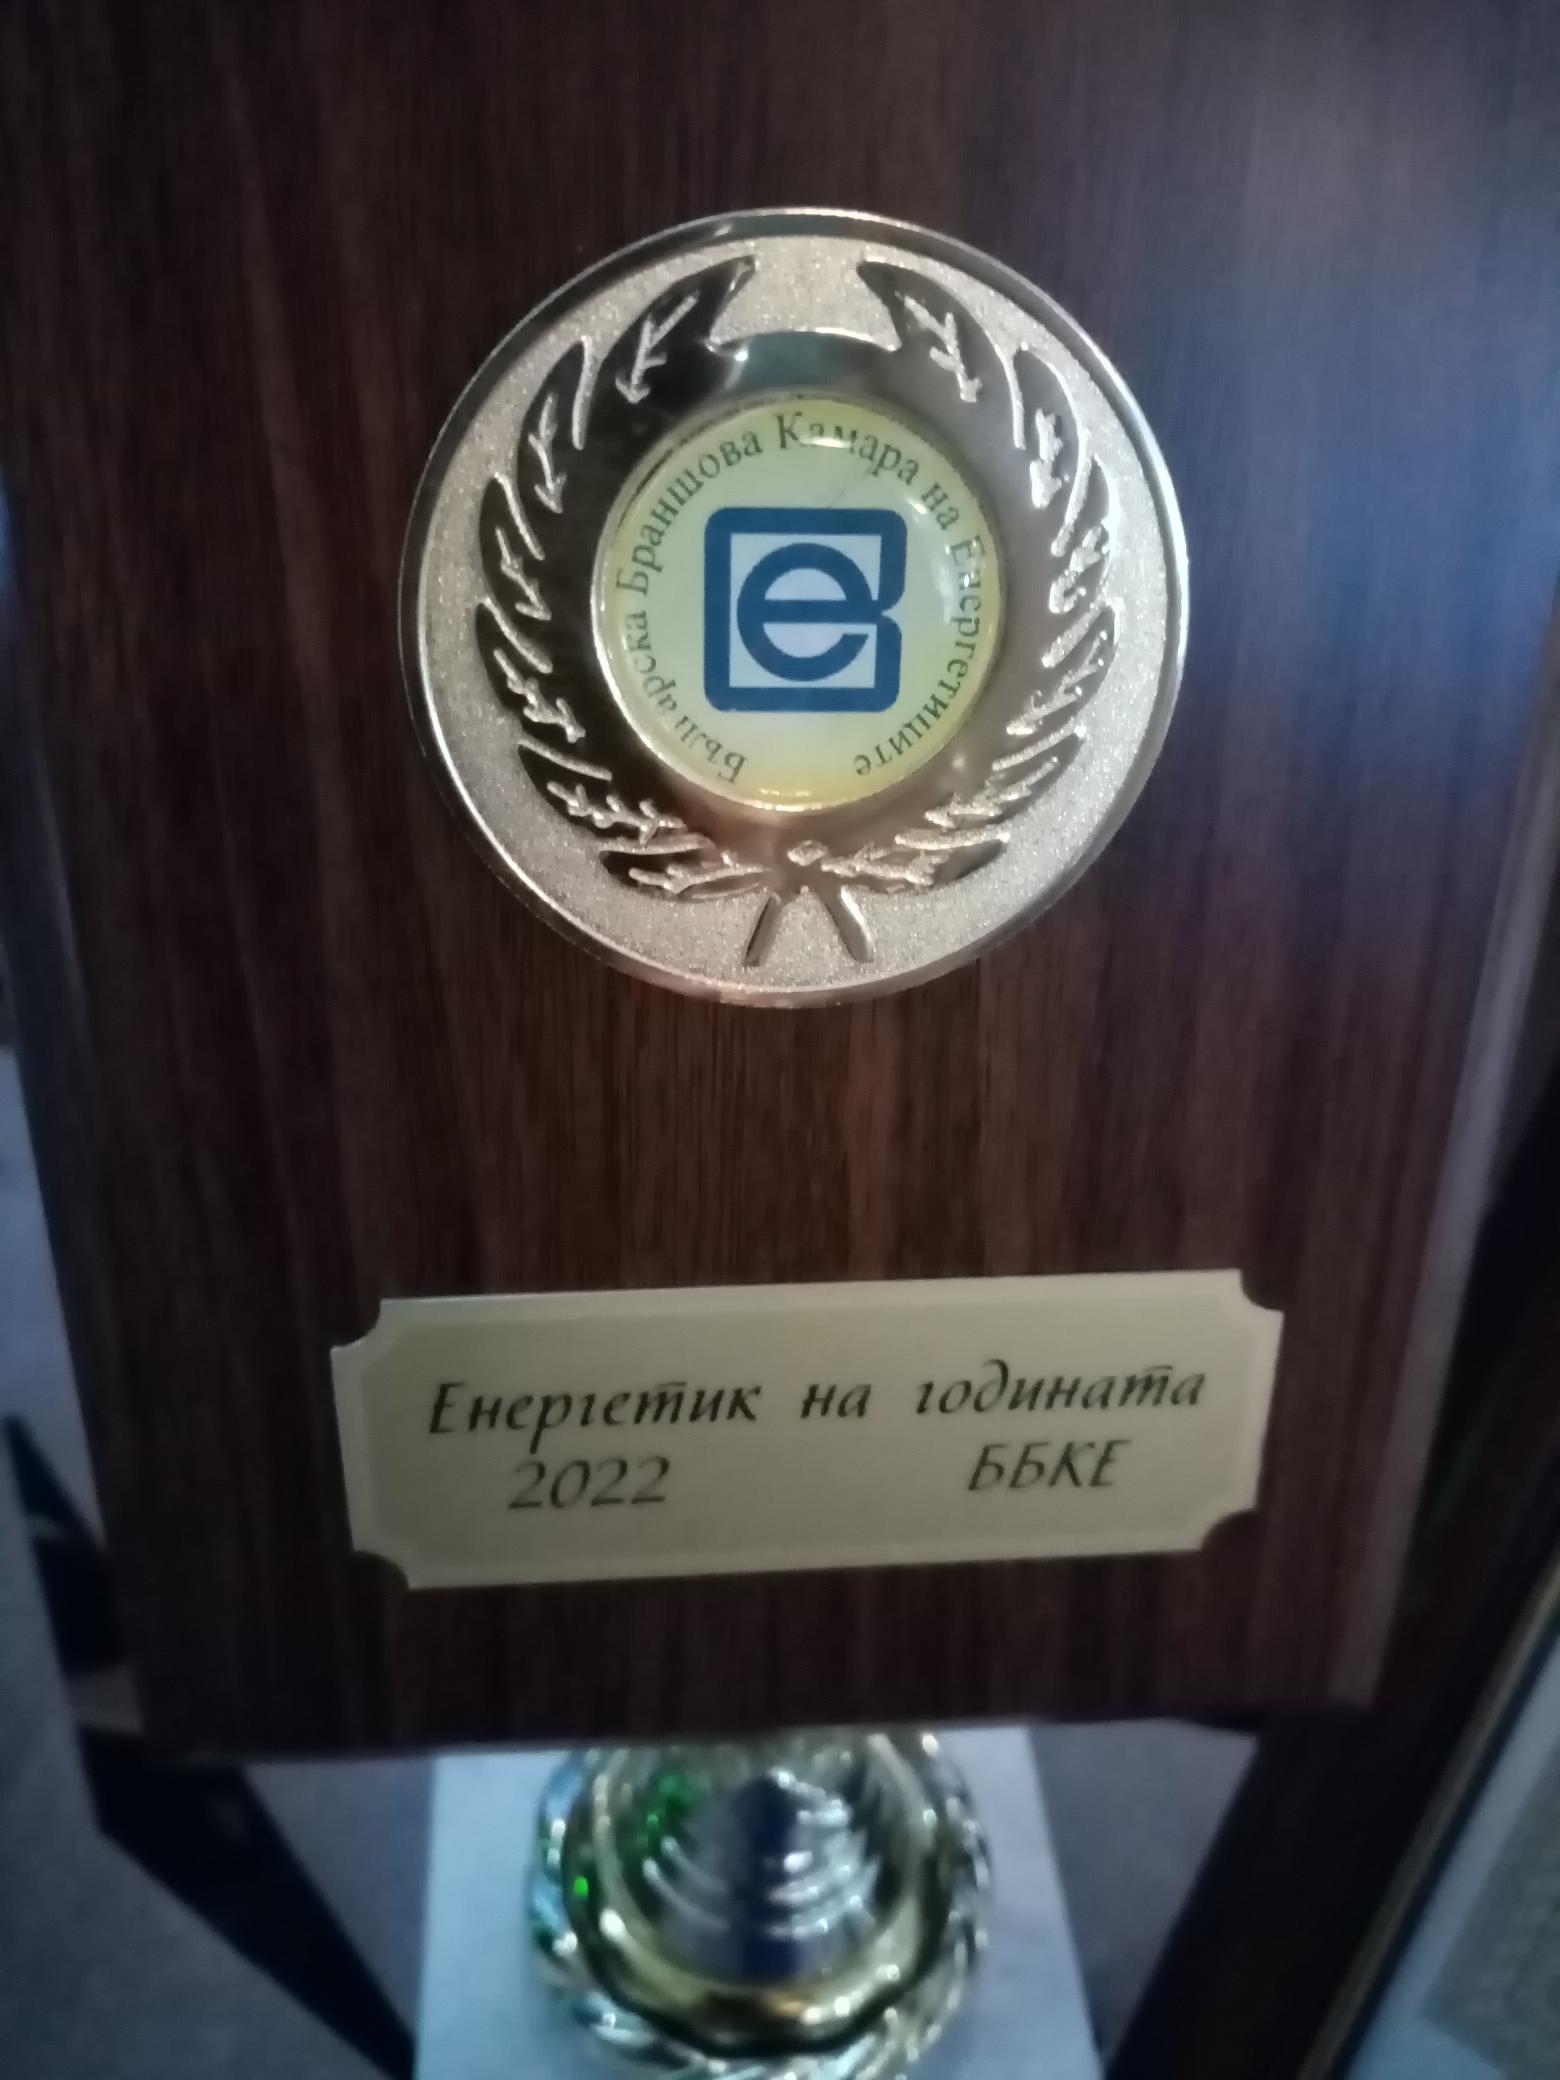 Българска Браншова Камара на Енергетиците
e
Енергетик на годината
2022 ББКЕ